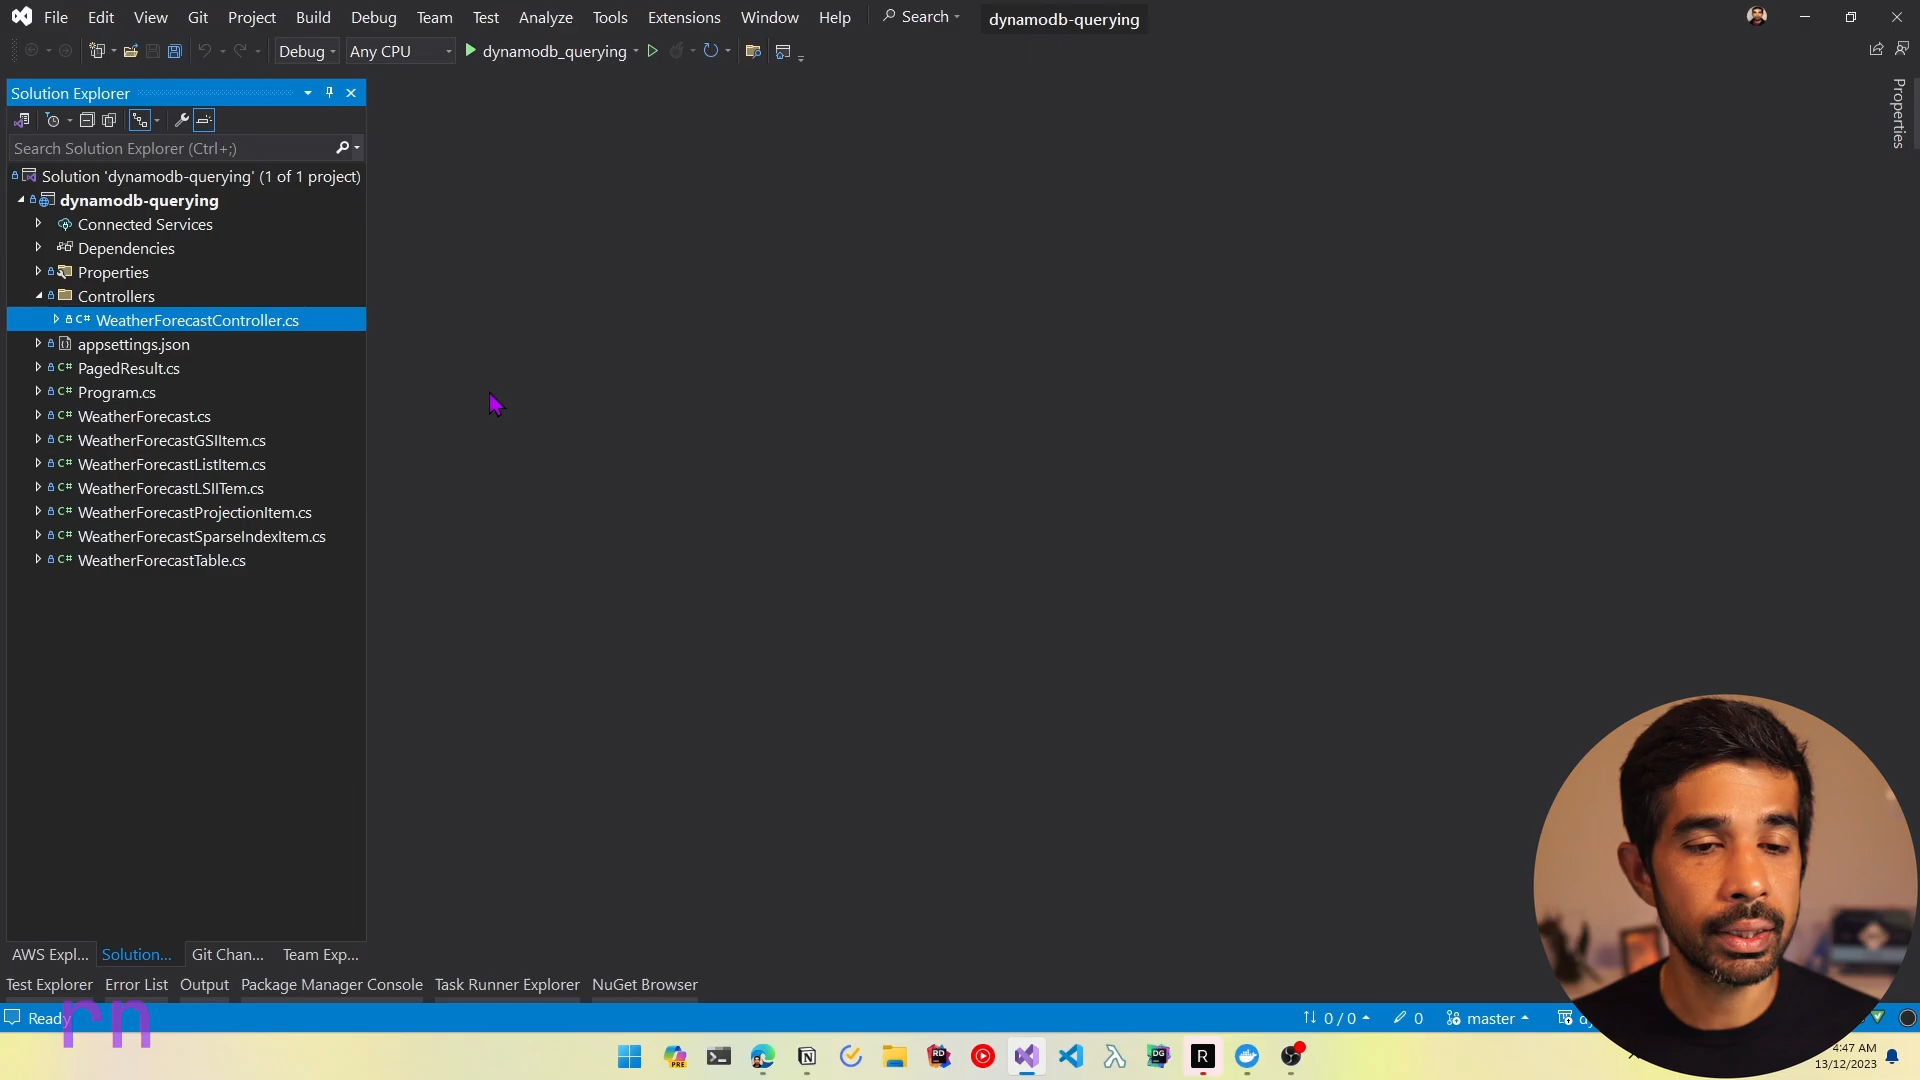 File Edit View Git Project Build Debug Team Test Analyze Tools Extensions Window Help Search dynamodb-querying
Debug Any CPU dynamodb_querying
Solution Explorer
Search Solution Explorer (Ctrl+;)
Solution 'dynamodb-querying' (1 of 1 project)
dynamodb-querying
Connected Services
Dependencies
Properties
Controllers
C# WeatherForecastController.cs
appsettings.json
C# PagedResult.cs
C# Program.cs
C# WeatherForecast.cs
C# WeatherForecastGSIItem.cs
C# WeatherForecastListItem.cs
C# WeatherForecastLSIITem.cs
C# WeatherForecastProjectionItem.cs
C# WeatherForecastSparseIndexItem.cs
C# WeatherForecastTable.cs
Properties
AWS Expl... Solution... Git Chan... Team Exp...
Test Explorer Error List Output Package Manager Console Task Runner Explorer NuGet Browser
Ready 0 / 0 0 master
rn
PRE RD N DG R
4:47 AM
13/12/2023